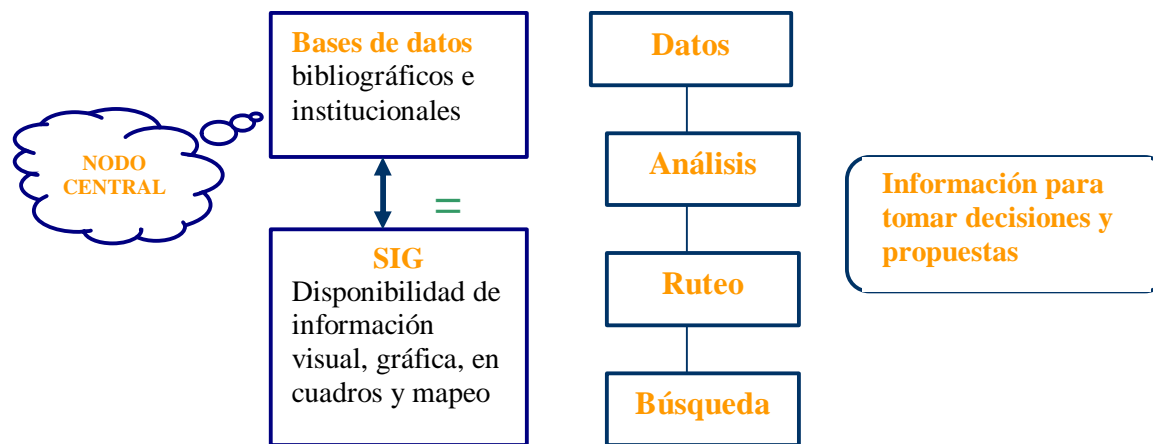 NODO
CENTRAL
Bases de datos
bibliográficos e
institucionales
=
SIG
Disponibilidad de
información
visual, gráfica, en
cuadros y mapeo
Datos
Análisis
Ruteo
Búsqueda
Información para
tomar decisiones y
propuestas